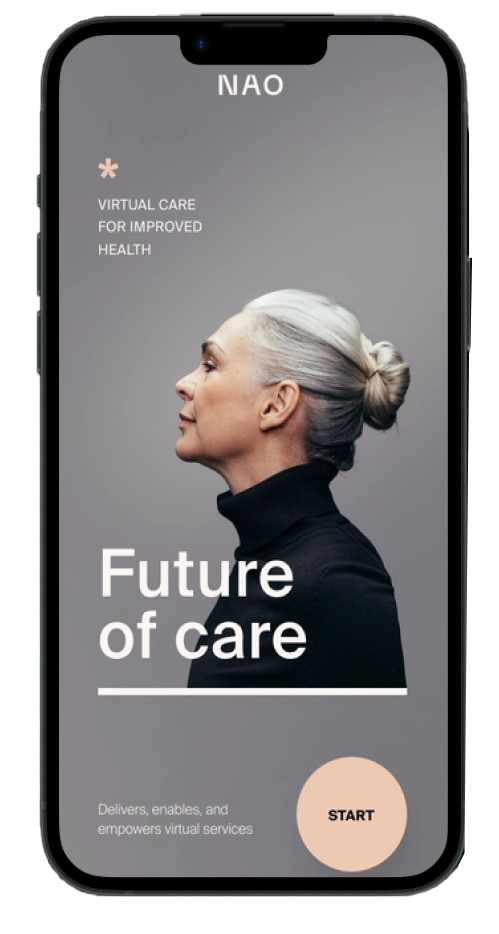 NAO
*
VIRTUAL CARE
FOR IMPROVED
HEALTH
Future
of care
Delivers, enables, and
empowers virtual services
START